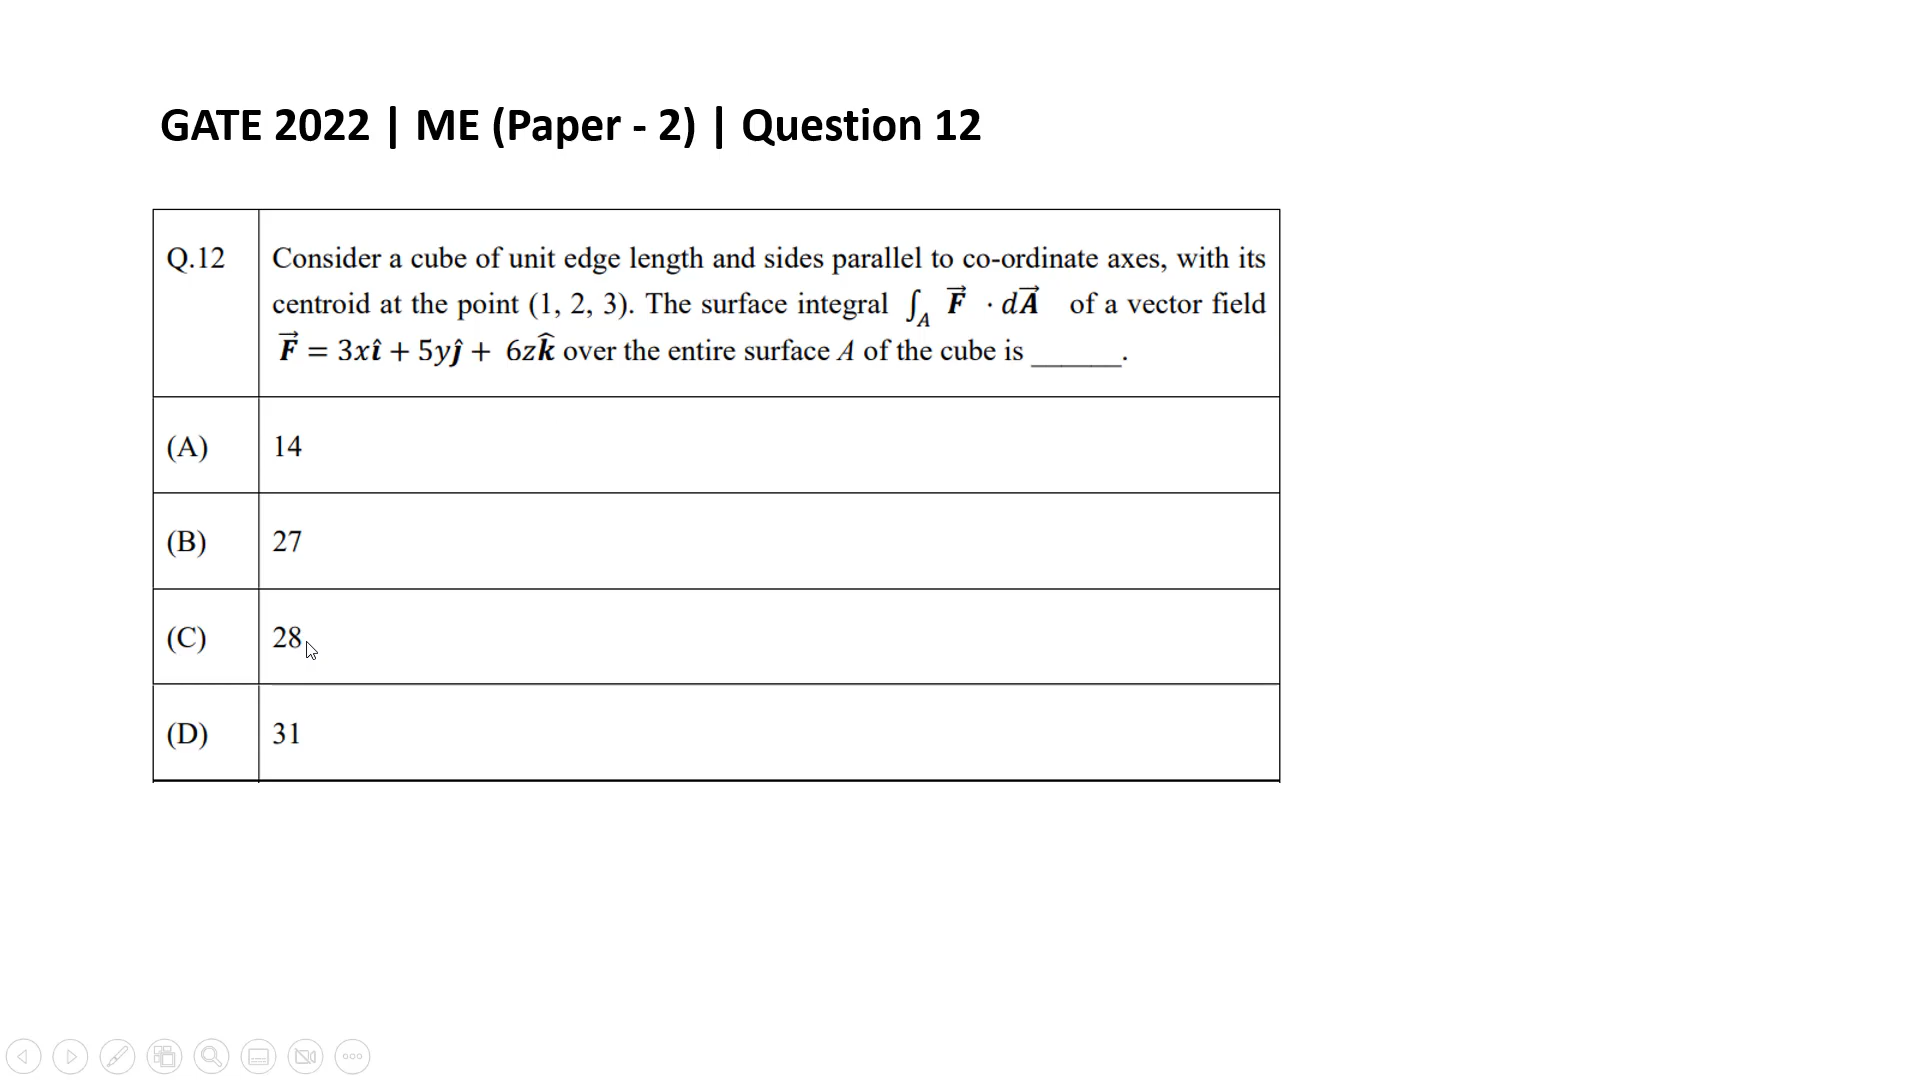 GATE 2022 | ME (Paper - 2) | Question 12
Q.12 Consider a cube of unit edge length and sides parallel to co-ordinate axes, with its
centroid at the point (1, 2, 3). The surface integral ∫_A F⃗ · dA⃗ of a vector field
F⃗ = 3xî + 5yĵ + 6zk̂ over the entire surface A of the cube is ______.
(A) 14
(B) 27
(C) 28
(D) 31